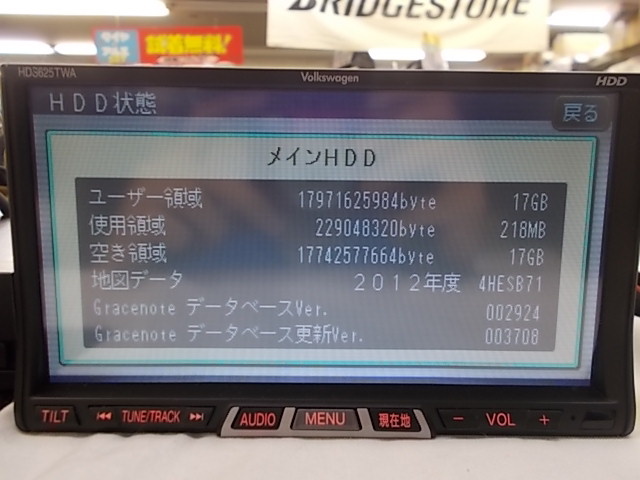 BRIDGESTONE
タイヤ
HDS625TWA
Volkswagen
HDD
HDD状態
戻る
メインHDD
ユーザー領域 17971625984byte 17GB
使用領域 229048320byte 218MB
空き領域 17742577664byte 17GB
地図データ 2012年度 4HESB71
Gracenote データベースVer. 002924
Gracenote データベース更新Ver. 003708
TILT
TUNE/TRACK
AUDIO
MENU
現在地
− VOL +